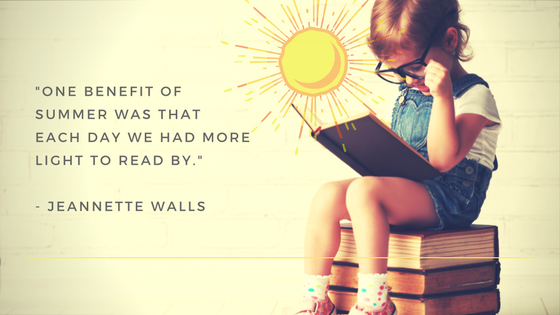 "ONE BENEFIT OF
SUMMER WAS THAT
EACH DAY WE HAD MORE
LIGHT TO READ BY."
- JEANNETTE WALLS